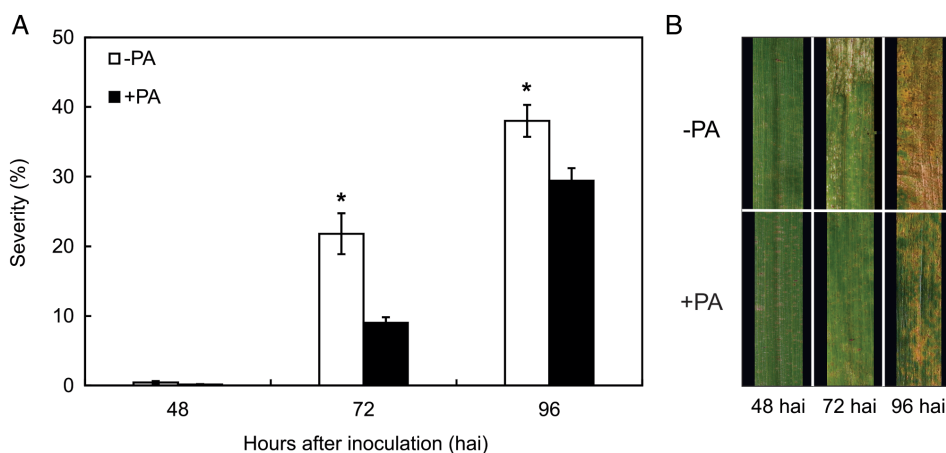 A
50
40
30
20
10
0
Severity (%)
-PA
+PA
*
*
48
72
96
Hours after inoculation (hai)
B
-PA
+PA
48 hai
72 hai
96 hai